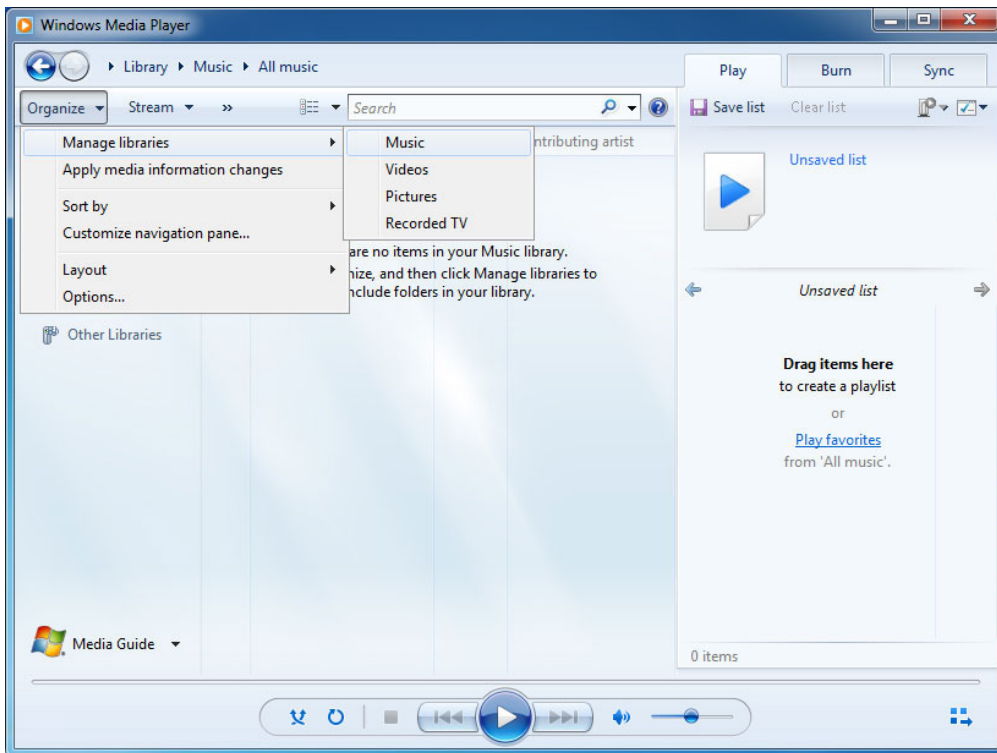 Windows Media Player
Library Music All music
Play Burn Sync
Organize Stream » Search
Save list Clear list
Manage libraries
Apply media information changes
Sort by
Customize navigation pane...
Layout
Options...
Music
Videos
Pictures
Recorded TV
ntributing artist
are no items in your Music library.
nize, and then click Manage libraries to
nclude folders in your library.
Other Libraries
Media Guide
Unsaved list
Unsaved list
Drag items here
to create a playlist
or
Play favorites
from 'All music'.
0 items